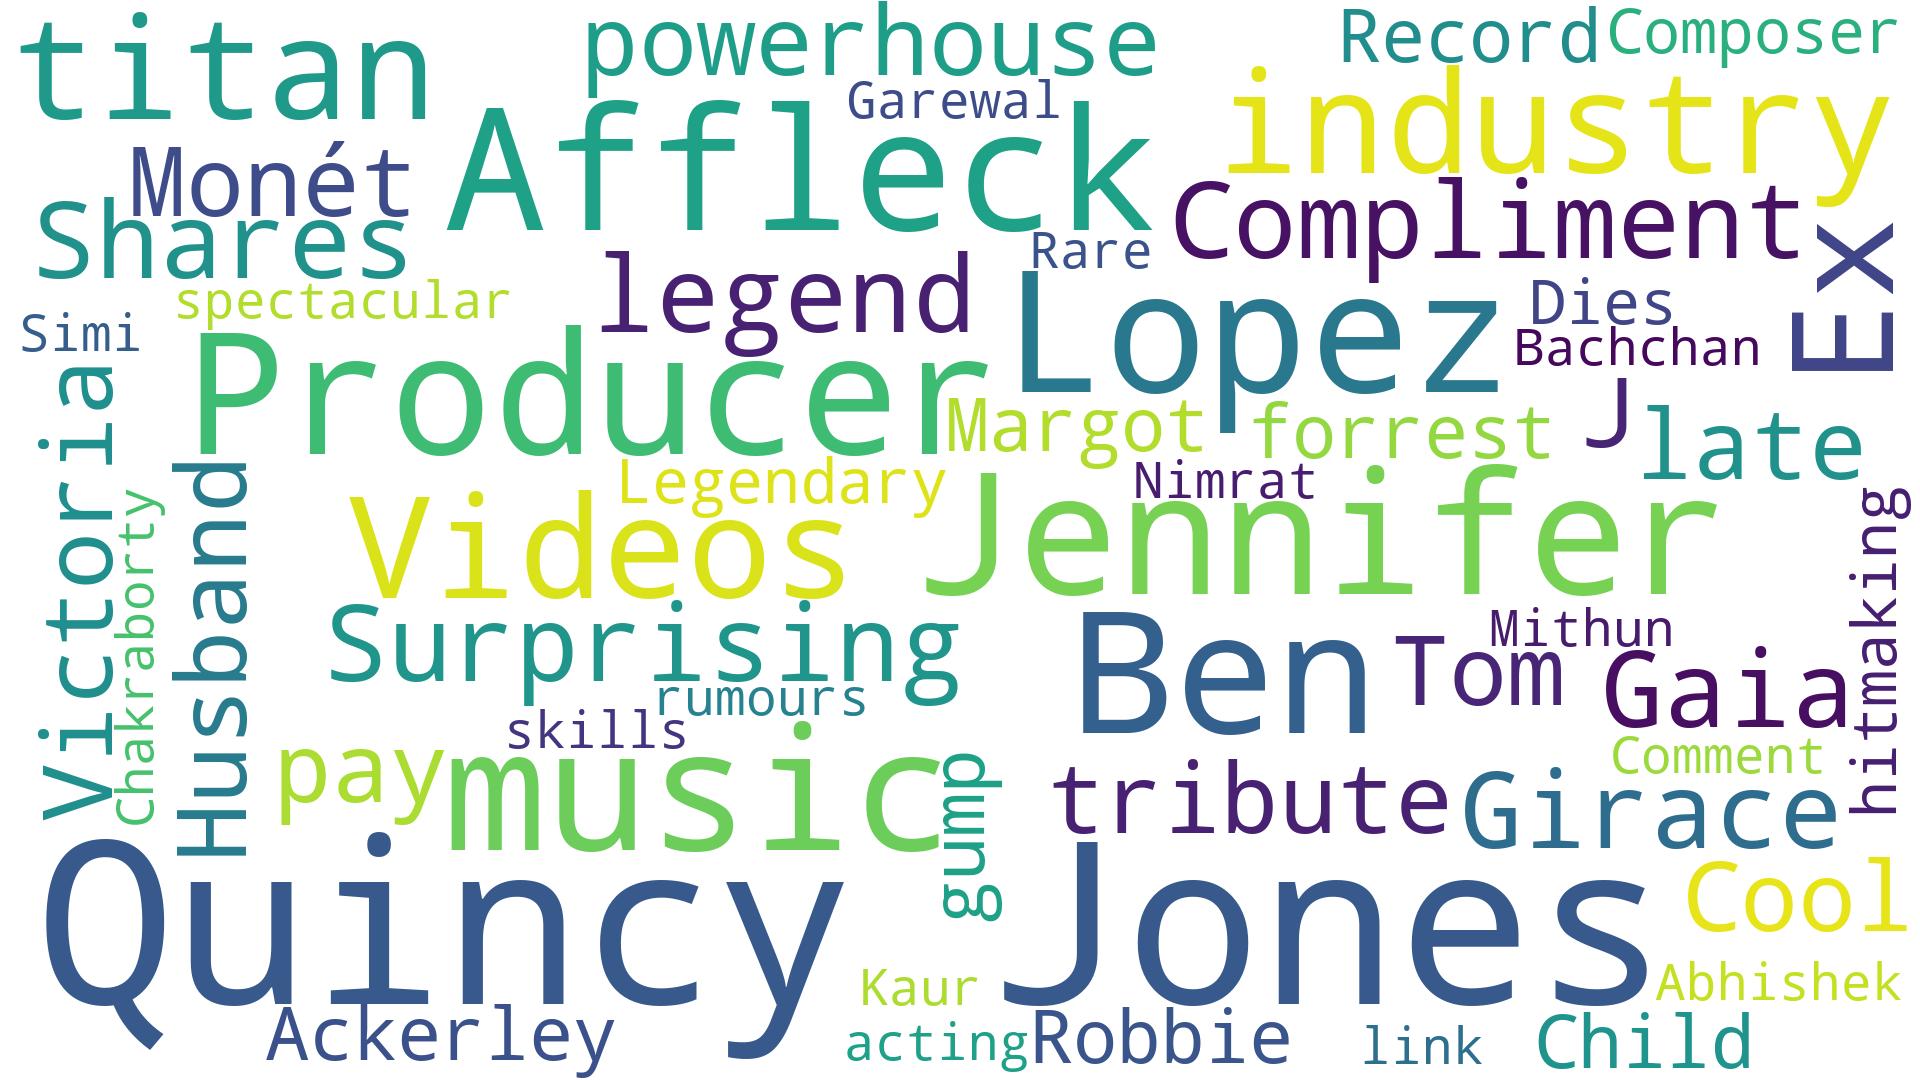 titan
powerhouse
Record
Composer
Garewal
Affleck
industry
Monét
Shares
Compliment
Rare
Ex
legend
Lopez
Dies
spectacular
Simi
Bachchan
Producer
J
Margot
forrest
late
Victoria
Husband
Legendary
Nimrat
Videos
Jennifer
Chakraborty
hitmaking
Surprising
Ben
Mithun
Tom
Gaia
rumours
skills
pay
music
gump
tribute
Comment
Girace
Quincy
Jones
Cool
Kaur
Abhishek
Ackerley
acting
Robbie
link
Child